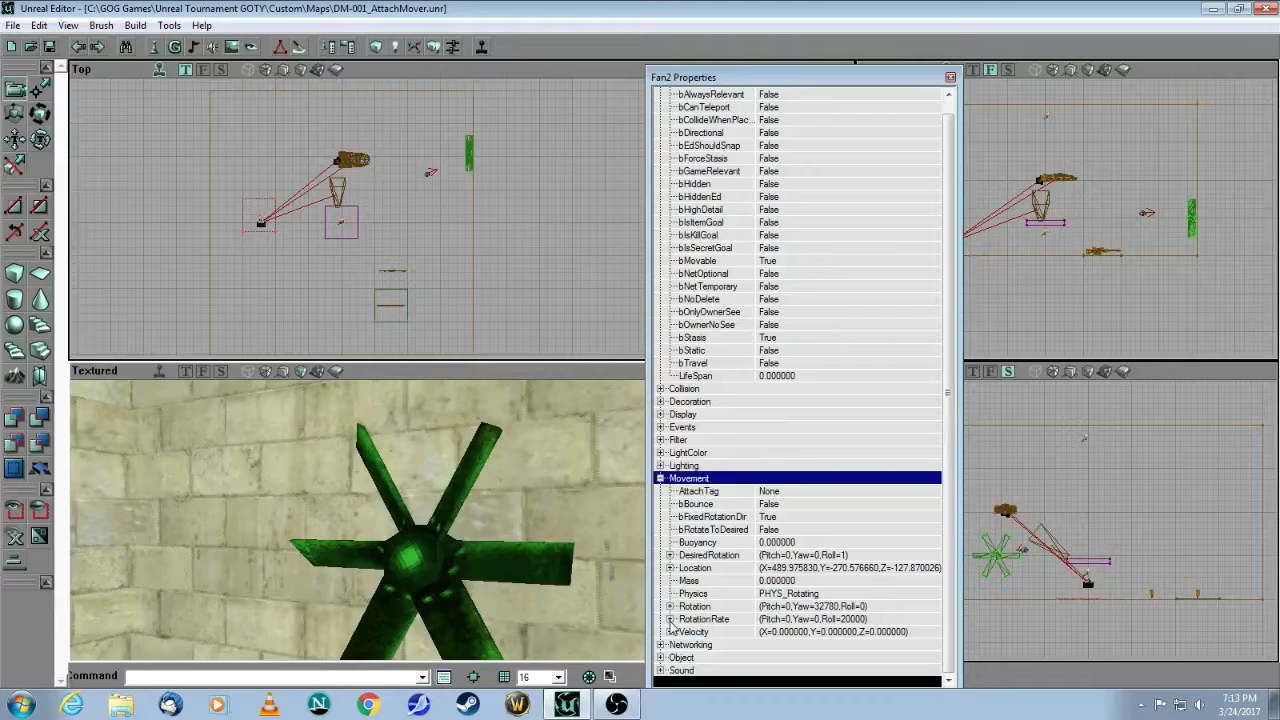 Unreal Editor - [C:\GOG Games\Unreal Tournament GOTY\Custom\Maps\DM-001_AttachMover.unr]
File Edit View Brush Build Tools Help
Top T F S
Fan2 Properties
T F S
bAlwaysRelevant False
bCanTeleport False
bCollideWhenPlac... False
bDirectional False
bEdShouldSnap False
bForceStasis False
bGameRelevant False
bHidden False
bHiddenEd False
bHighDetail False
bIsItemGoal False
bIsKillGoal False
bIsSecretGoal False
bMovable True
bNetOptional False
bNetTemporary False
bNoDelete False
bOnlyOwnerSee False
bOwnerNoSee False
bStasis True
bStatic False
bTravel False
LifeSpan 0.000000
Collision
Decoration
Display
Events
Filter
LightColor
Lighting
Movement
AttachTag None
bBounce False
bFixedRotationDir True
bRotateToDesired False
Buoyancy 0.000000
DesiredRotation (Pitch=0,Yaw=0,Roll=1)
Location (X=489.975830,Y=-270.576660,Z=-127.870026)
Mass 0.000000
Physics PHYS_Rotating
Rotation (Pitch=0,Yaw=32780,Roll=0)
RotationRate (Pitch=0,Yaw=0,Roll=20000)
Velocity (X=0.000000,Y=0.000000,Z=0.000000)
Networking
Object
Sound
Textured T F S
T F S
Command 16
7:13 PM
3/24/2017